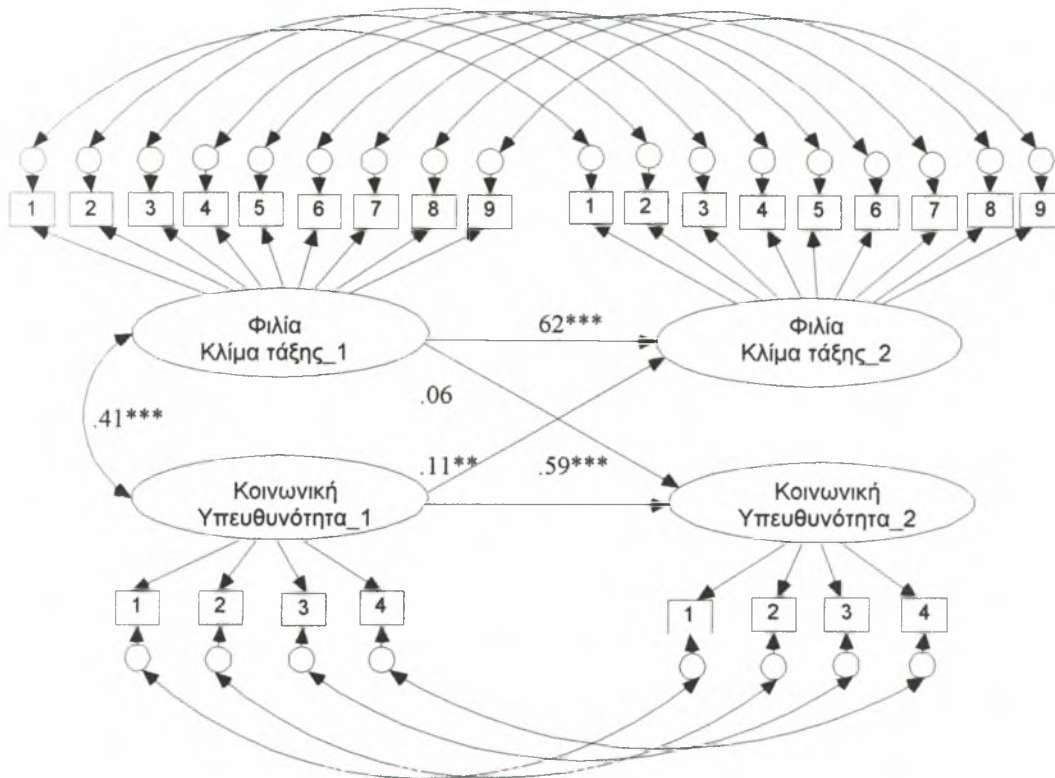 1 2 3 4 5 6 7 8 9
1 2 3 4 5 6 7 8 9
Φιλία
Κλίμα τάξης_1
62***
Φιλία
Κλίμα τάξης_2
.06
.41***
.11**
.59***
Κοινωνική
Υπευθυνότητα_1
Κοινωνική
Υπευθυνότητα_2
1 2 3 4
1 2 3 4